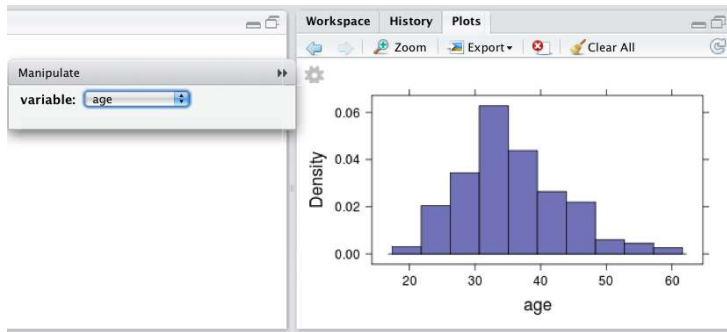 Workspace History Plots
Zoom Export Clear All
Manipulate
variable: age
0.06
0.04
0.02
0.00
Density
20 30 40 50 60
age